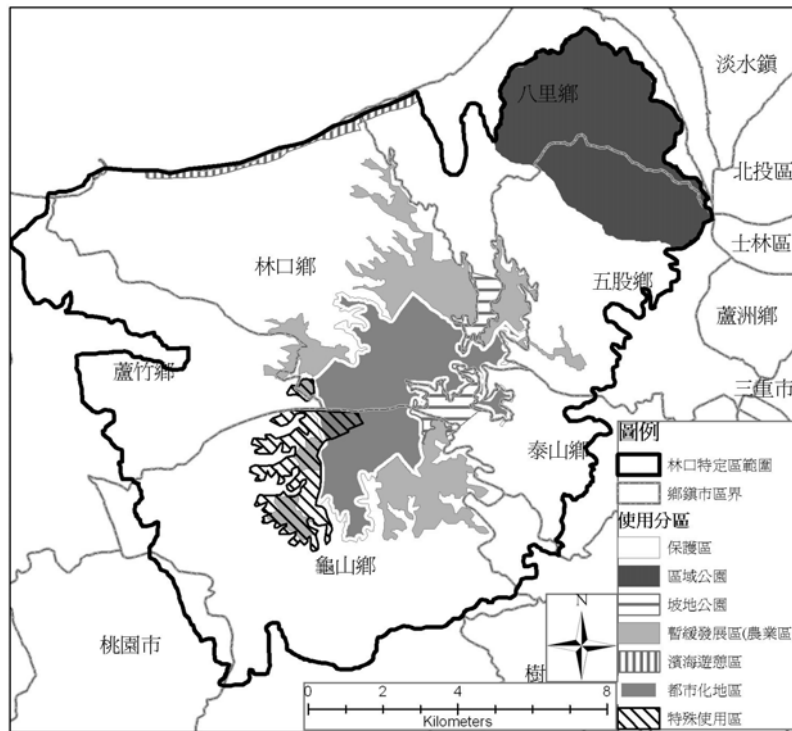 淡水鎮
八里鄉
北投區
士林區
林口鄉
五股鄉
蘆洲鄉
蘆竹鄉
三重市
泰山鄉
龜山鄉
桃園市
樹
圖例
林口特定區範圍
鄉鎮市區界
使用分區
保護區
區域公園
坡地公園
暫緩發展區(農業區
濱海遊憩區
都市化地區
特殊使用區
N
0 2 4 6 8
Kilometers